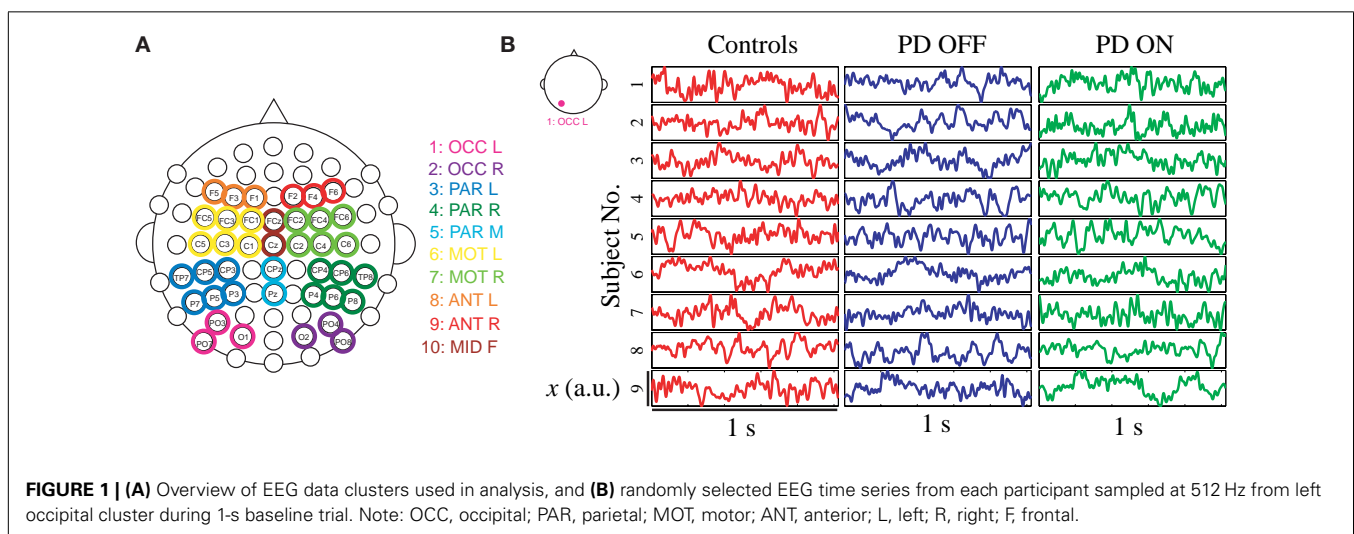 A
F5 F3 F1 F2 F4 F6
FC5 FC3 FC1 FCz FC2 FC4 FC6
C5 C3 C1 Cz C2 C4 C6
TP7 CP5 CP3 CPz CP4 CP6 TP8
P7 P5 P3 Pz P4 P6 P8
PO3 PO4
PO7 O1 O2 PO8
1: OCC L
2: OCC R
3: PAR L
4: PAR R
5: PAR M
6: MOT L
7: MOT R
8: ANT L
9: ANT R
10: MID F
B
1: OCC L
Controls PD OFF PD ON
Subject No.
1
2
3
4
5
6
7
8
9
x (a.u.)
1 s 1 s 1 s
FIGURE 1 | (A) Overview of EEG data clusters used in analysis, and (B) randomly selected EEG time series from each participant sampled at 512 Hz from left
occipital cluster during 1-s baseline trial. Note: OCC, occipital; PAR, parietal; MOT, motor; ANT, anterior; L, left; R, right; F, frontal.